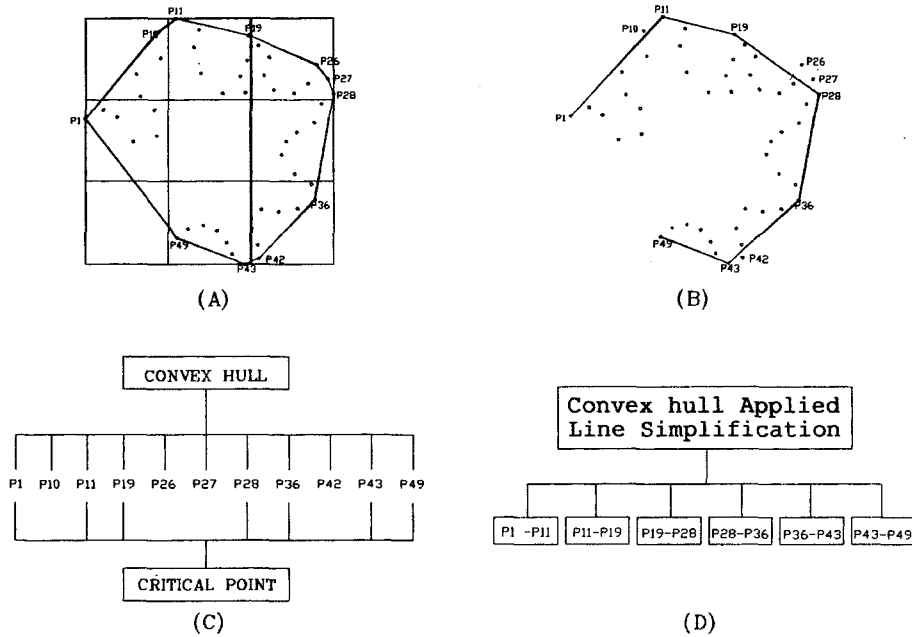 P11
P10
P19
P26
P27
P28
P1
P36
P49
P42
P43
(A)
P11
P10
P19
P26
P27
P28
P1
P36
P49
P42
P43
(B)
CONVEX HULL
P1 P10 P11 P19 P26 P27 P28 P36 P42 P43 P49
CRITICAL POINT
(C)
Convex hull Applied
Line Simplification
P1 -P11 P11-P19 P19-P28 P28-P36 P36-P43 P43-P49
(D)